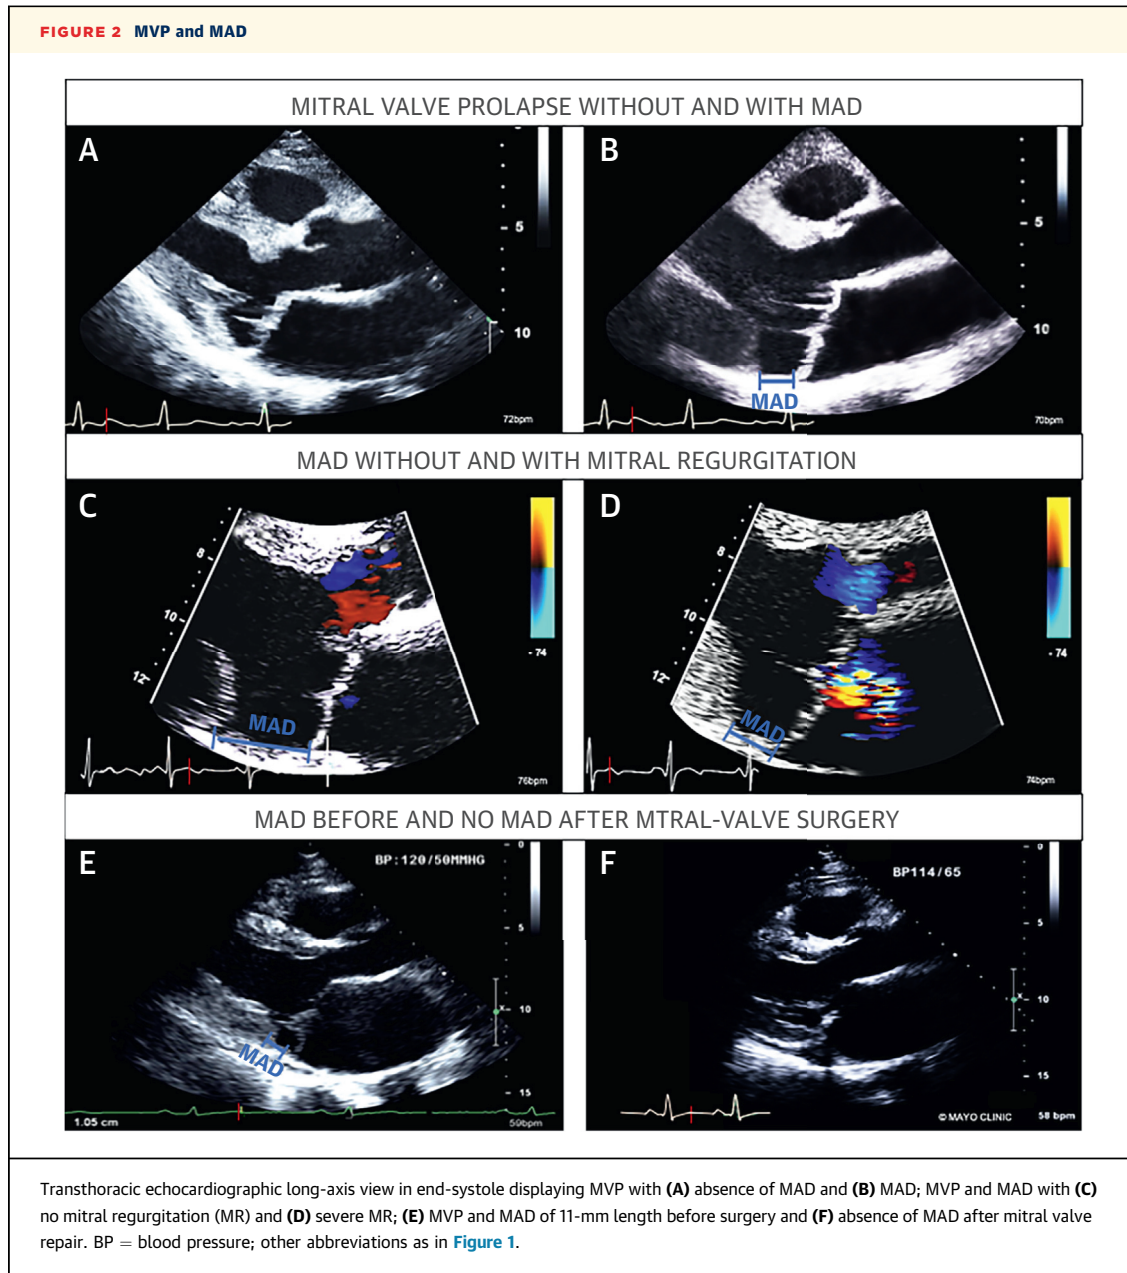 FIGURE 2 MVP and MAD
MITRAL VALVE PROLAPSE WITHOUT AND WITH MAD
A
5
10
72bpm
B
5
10
MAD
70bpm
MAD WITHOUT AND WITH MITRAL REGURGITATION
C
8
10
12
-74
MAD
76bpm
D
8
10
12
-74
MAD
74bpm
MAD BEFORE AND NO MAD AFTER MTRAL-VALVE SURGERY
E
BP:120/50MMHG
0
5
10
15
MAD
1.05 cm
59bpm
F
BP114/65
0
5
10
15
© MAYO CLINIC
58 bpm
Transthoracic echocardiographic long-axis view in end-systole displaying MVP with (A) absence of MAD and (B) MAD; MVP and MAD with (C)
no mitral regurgitation (MR) and (D) severe MR; (E) MVP and MAD of 11-mm length before surgery and (F) absence of MAD after mitral valve
repair. BP = blood pressure; other abbreviations as in Figure 1.